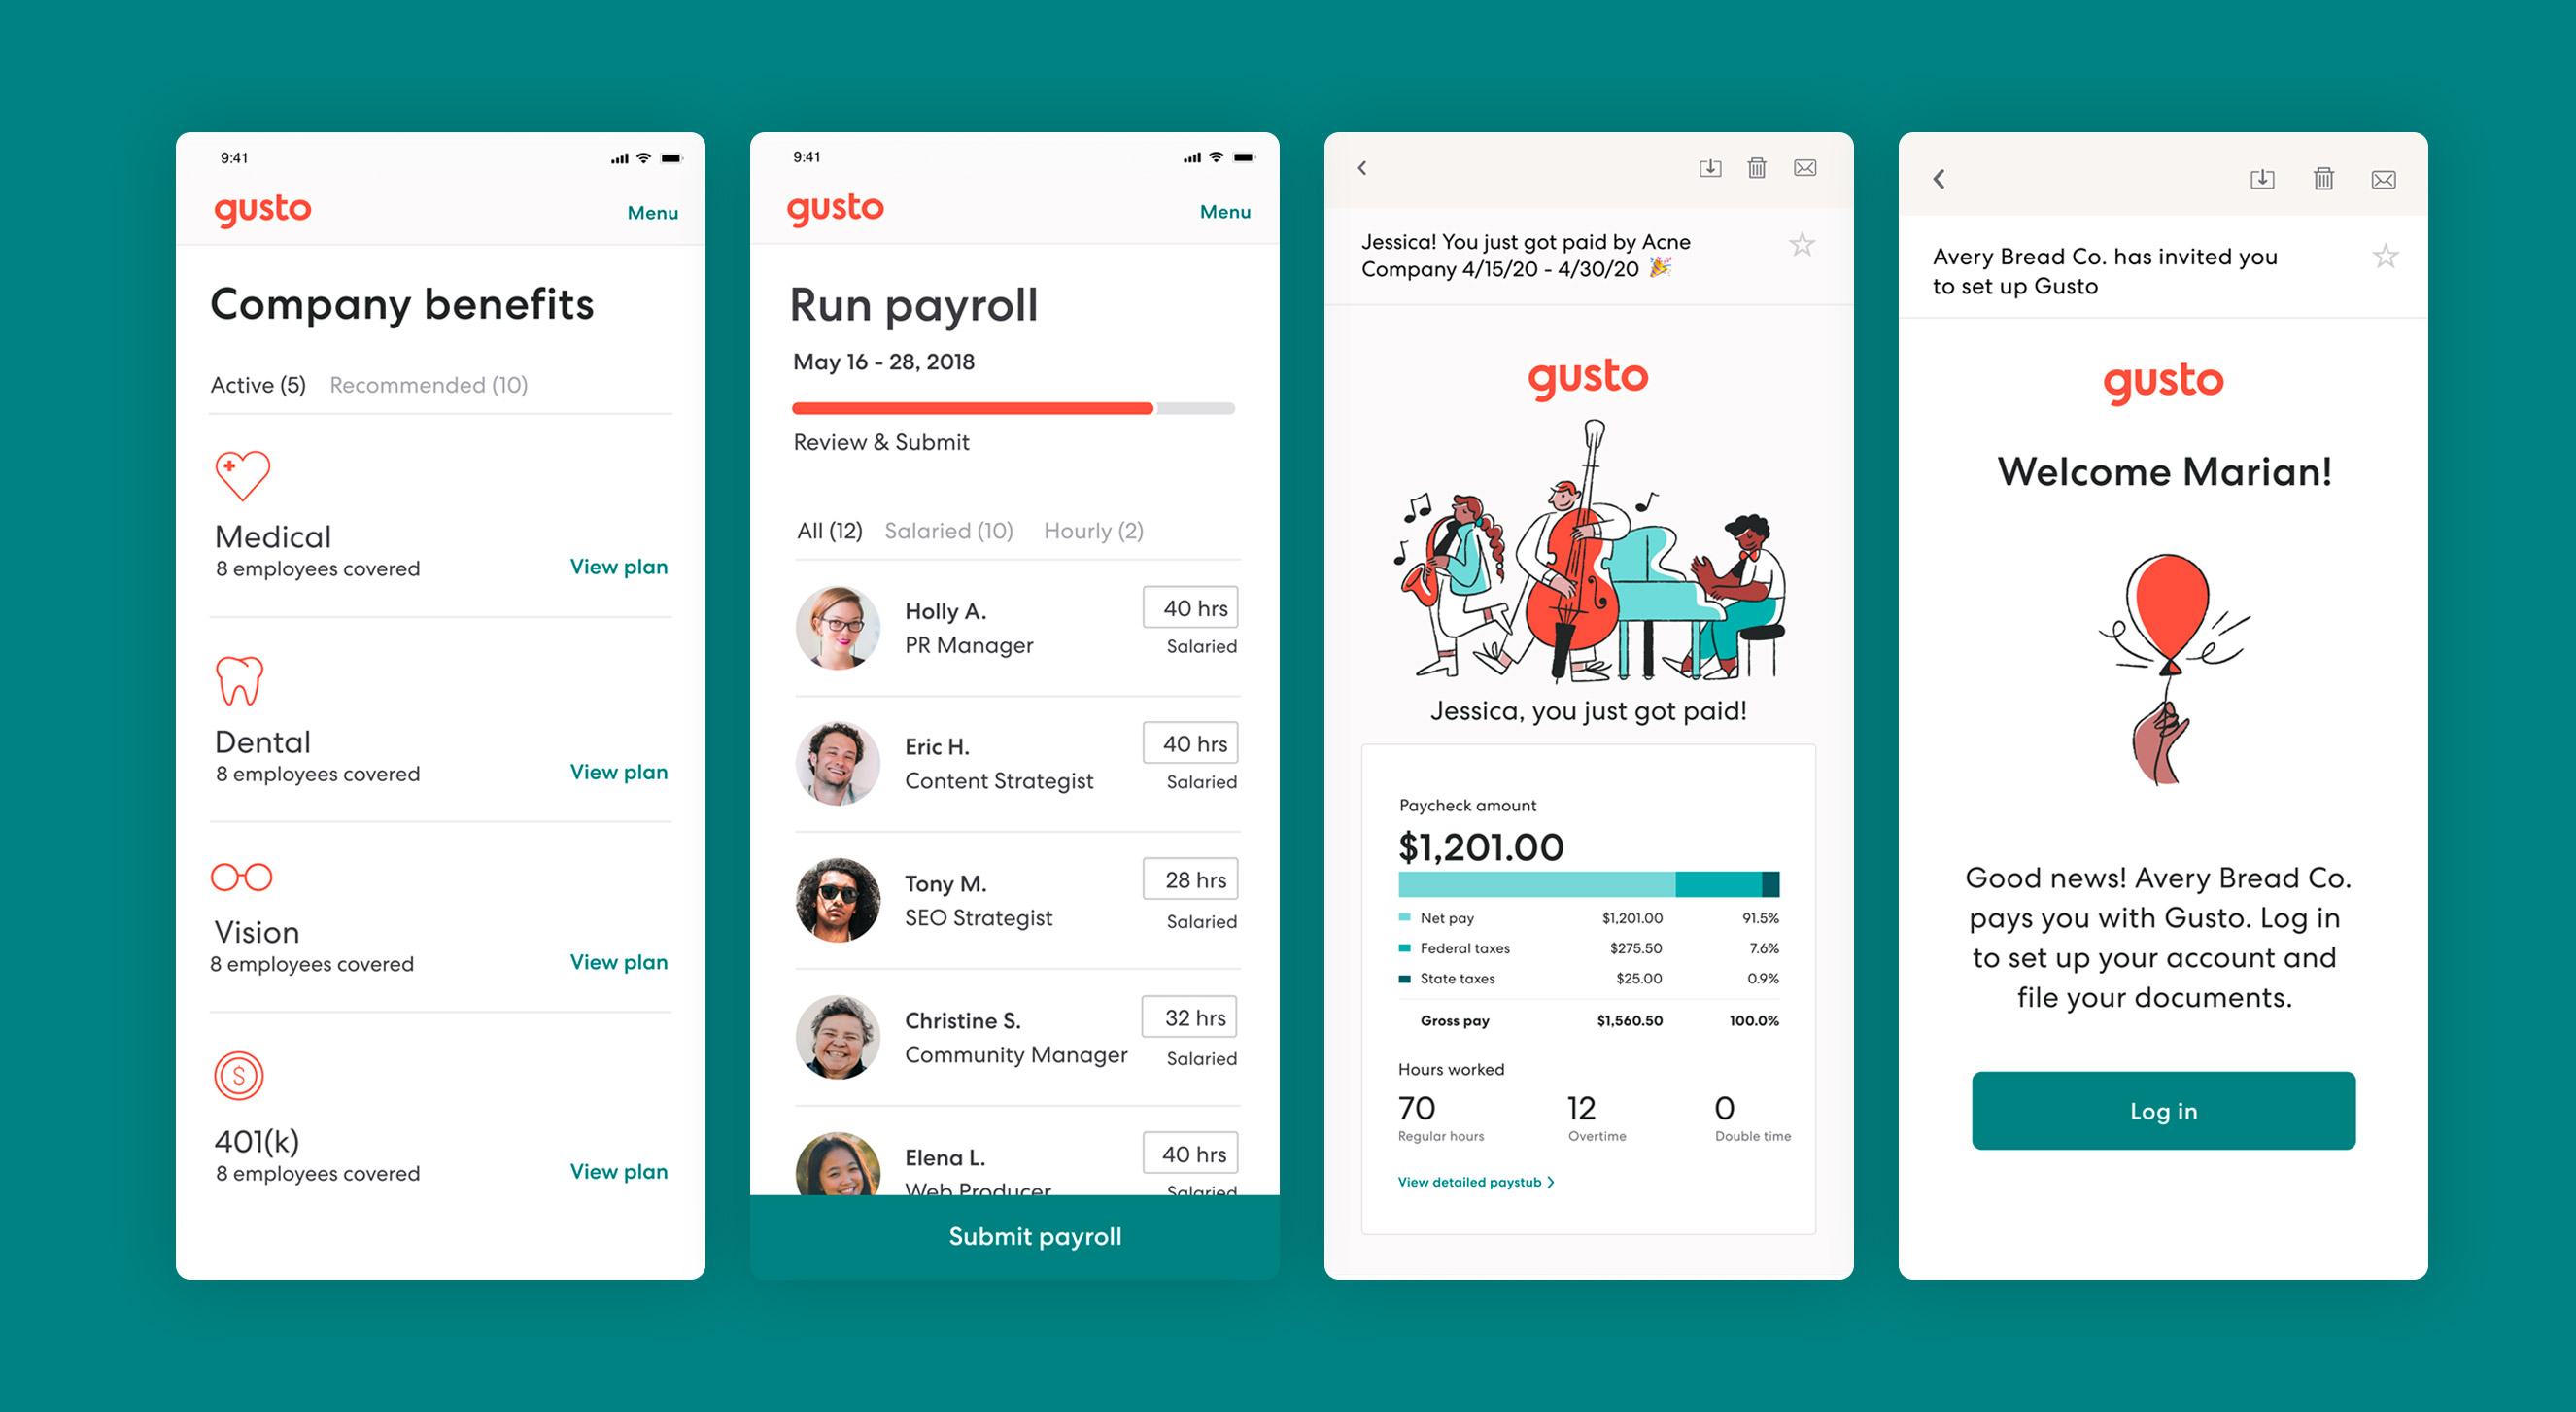 9:41
gusto
Menu
Company benefits
Active (5) Recommended (10)
Medical
8 employees covered
View plan
Dental
8 employees covered
View plan
Vision
8 employees covered
View plan
$
401(k)
8 employees covered
View plan
9:41
gusto
Menu
Run payroll
May 16 - 28, 2018
Review & Submit
All (12) Salaried (10) Hourly (2)
Holly A.
40 hrs
PR Manager
Salaried
Eric H.
40 hrs
Content Strategist
Salaried
Tony M.
28 hrs
SEO Strategist
Salaried
Christine S.
32 hrs
Community Manager
Salaried
Elena L.
40 hrs
Web Producer
Salaried
Submit payroll
Jessica! You just got paid by Acne
Company 4/15/20 - 4/30/20 🎉
gusto
Jessica, you just got paid!
Paycheck amount
$1,201.00
Net pay $1,201.00 91.5%
Federal taxes $275.50 7.6%
State taxes $25.00 0.9%
Gross pay $1,560.50 100.0%
Hours worked
70 12 0
Regular hours Overtime Double time
View detailed paystub
Avery Bread Co. has invited you
to set up Gusto
gusto
Welcome Marian!
Good news! Avery Bread Co.
pays you with Gusto. Log in
to set up your account and
file your documents.
Log in